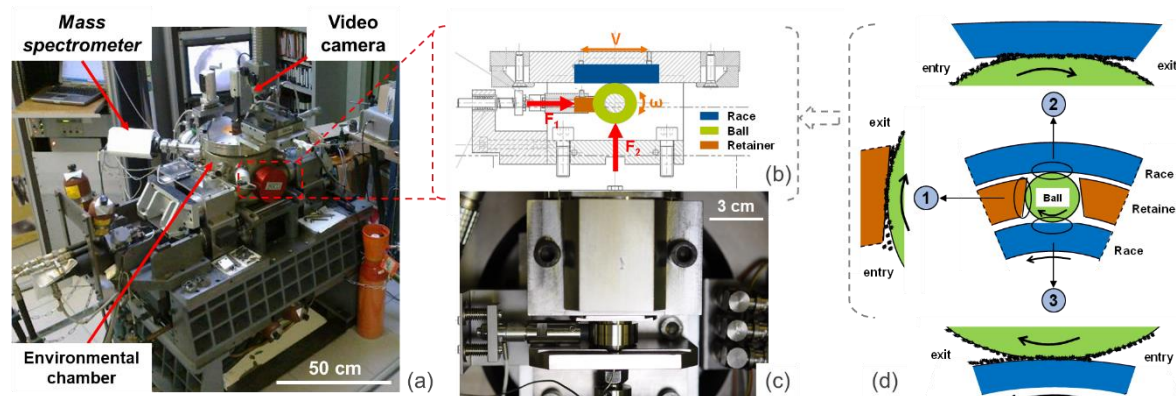 Mass
spectrometer
Video
camera
Environmental
chamber
50 cm
(a)
V
F1
ω
F2
Race
Ball
Retainer
(b)
3 cm
(c)
entry
exit
2
exit
1
entry
Race
Retaine
Ball
Race
3
exit
entry
(d)